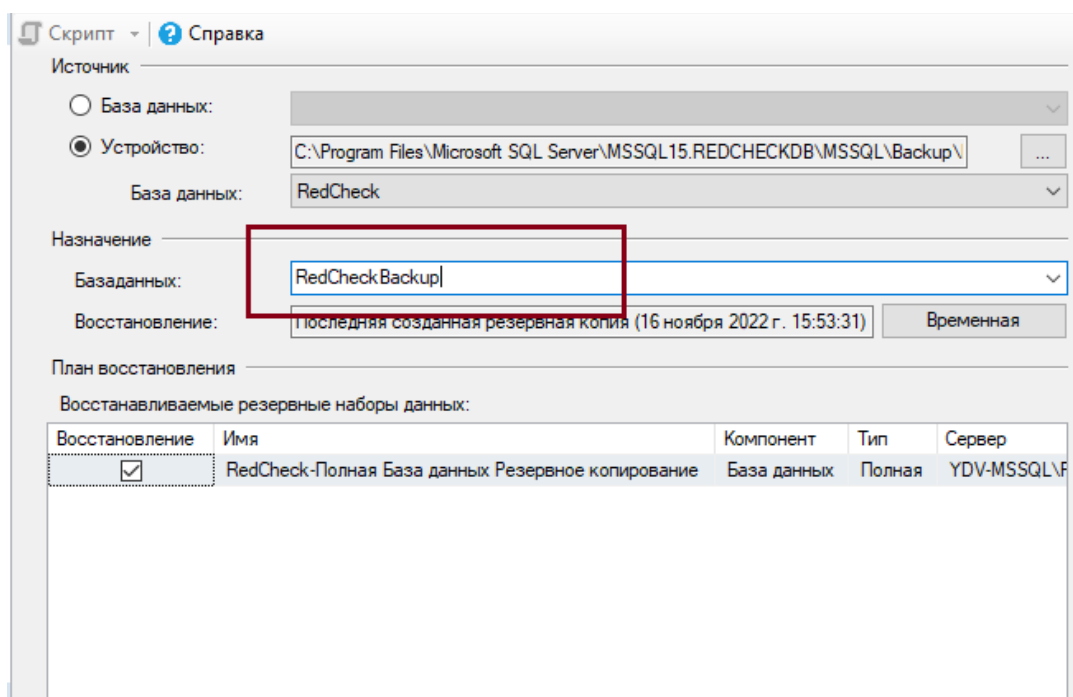 Скрипт Справка
Источник
База данных:
Устройство: C:\Program Files\Microsoft SQL Server\MSSQL15.REDCHECKDB\MSSQL\Backup\ ...
База данных: RedCheck
Назначение
Базаданных: RedCheckBackup
Восстановление: Последняя созданная резервная копия (16 ноября 2022 г. 15:53:31) Временная
План восстановления
Восстанавливаемые резервные наборы данных:
Восстановление Имя Компонент Тип Сервер
RedCheck-Полная База данных Резервное копирование База данных Полная YDV-MSSQL\